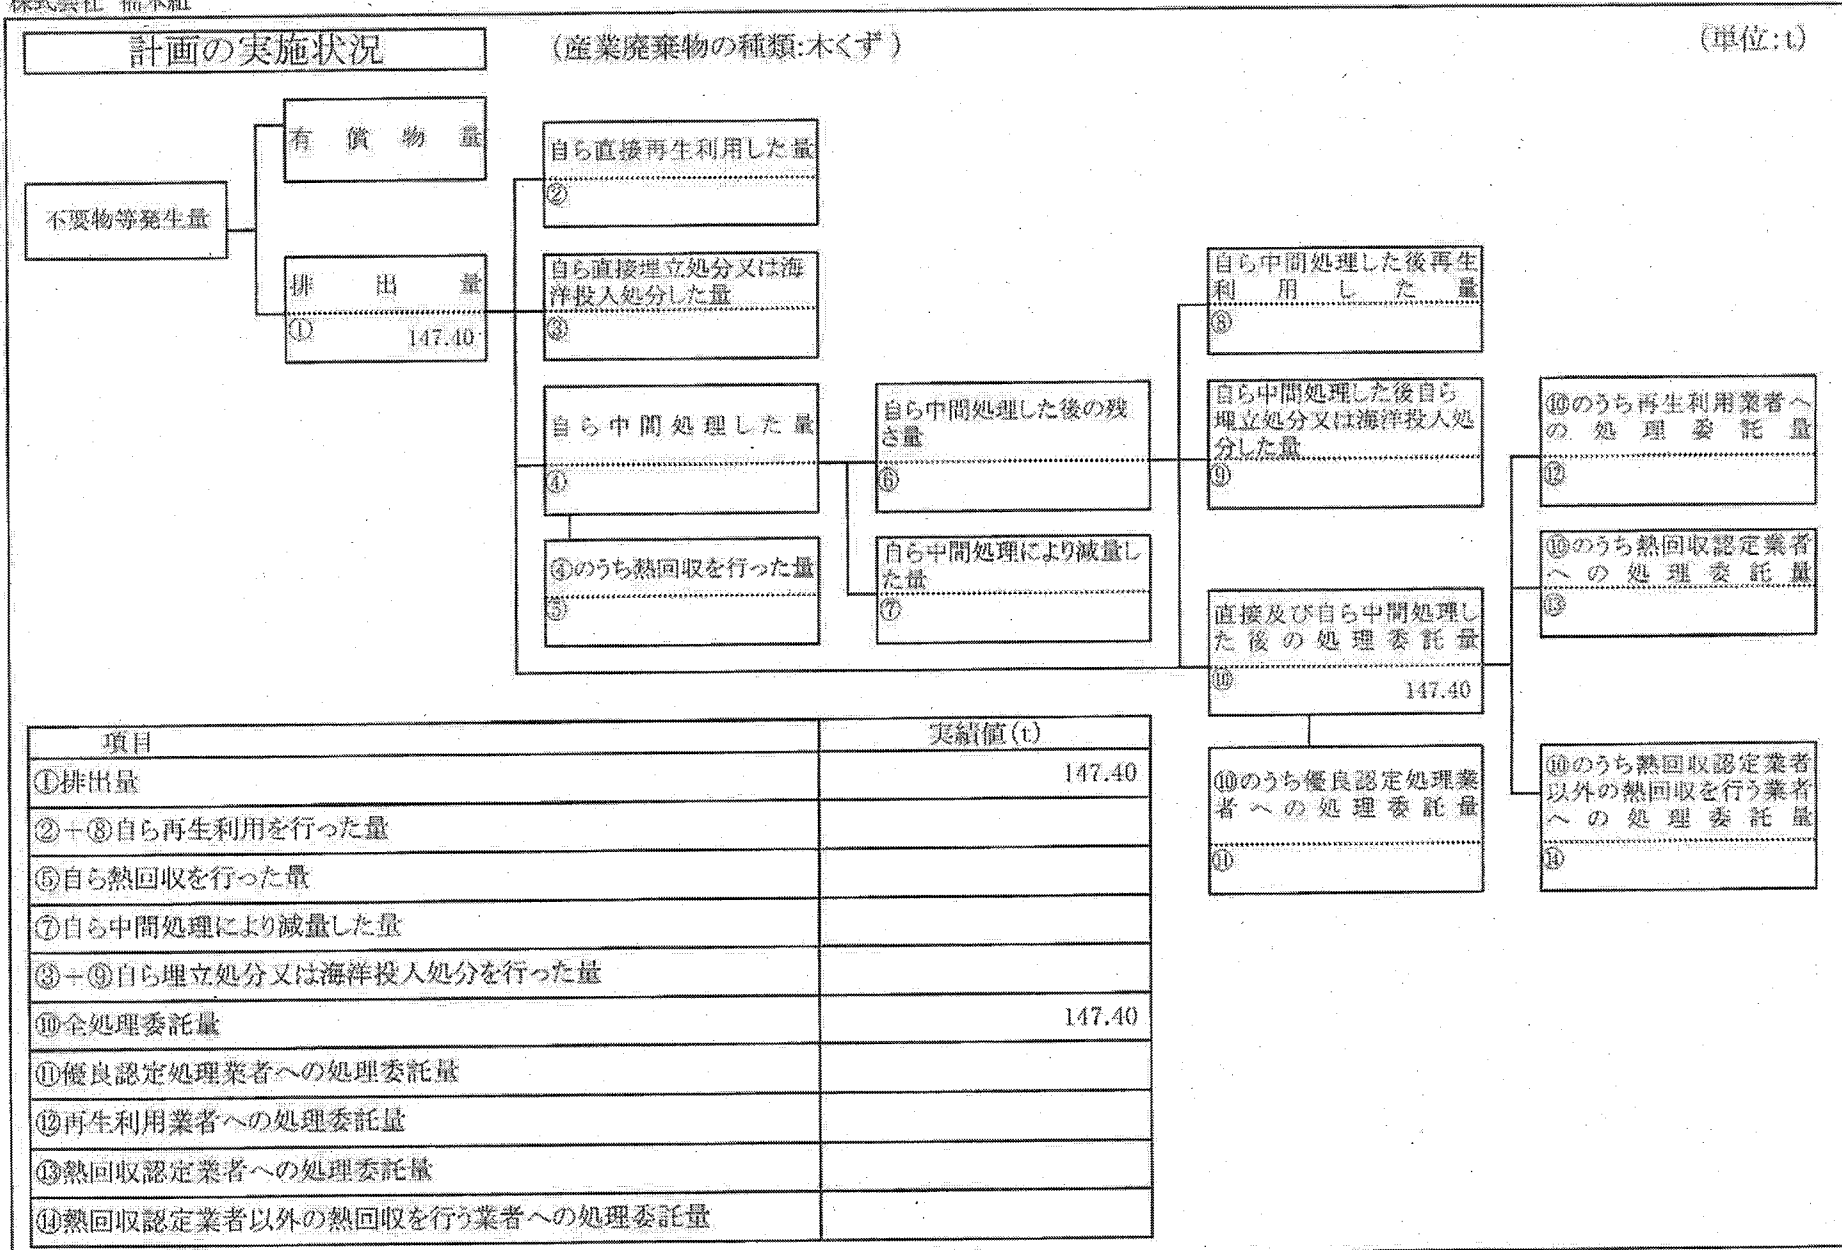 株式会社
計画の実施状況
(産業廃棄物の種類:木くず)
(単位:t)
有償物量
不要物等発生量
排出量
① 147.40
自ら直接再生利用した量
②
自ら直接埋立処分又は海
洋投入処分した量
③
自ら中間処理した量
④
④のうち熱回収を行った量
⑤
自ら中間処理した後の残
さ量
⑥
自ら中間処理により減量し
た量
⑦
自ら中間処理した後再生
利用した量
⑧
自ら中間処理した後自ら
埋立処分又は海洋投入処
分した量
⑨
直接及び自ら中間処理し
た後の処理委託量
⑩ 147.40
⑩のうち優良認定処理業
者への処理委託量
⑪
⑩のうち再生利用業者へ
の処理委託量
⑫
⑩のうち熱回収認定業者
への処理委託量
⑬
⑩のうち熱回収認定業者
以外の熱回収を行う業者
への処理委託量
⑭
項目 実績値(t)
①排出量 147.40
②+⑧自ら再生利用を行った量
⑤自ら熱回収を行った量
⑦自ら中間処理により減量した量
③+⑨自ら埋立処分又は海洋投入処分を行った量
⑩全処理委託量 147.40
⑪優良認定処理業者への処理委託量
⑫再生利用業者への処理委託量
⑬熱回収認定業者への処理委託量
⑭熱回収認定業者以外の熱回収を行う業者への処理委託量